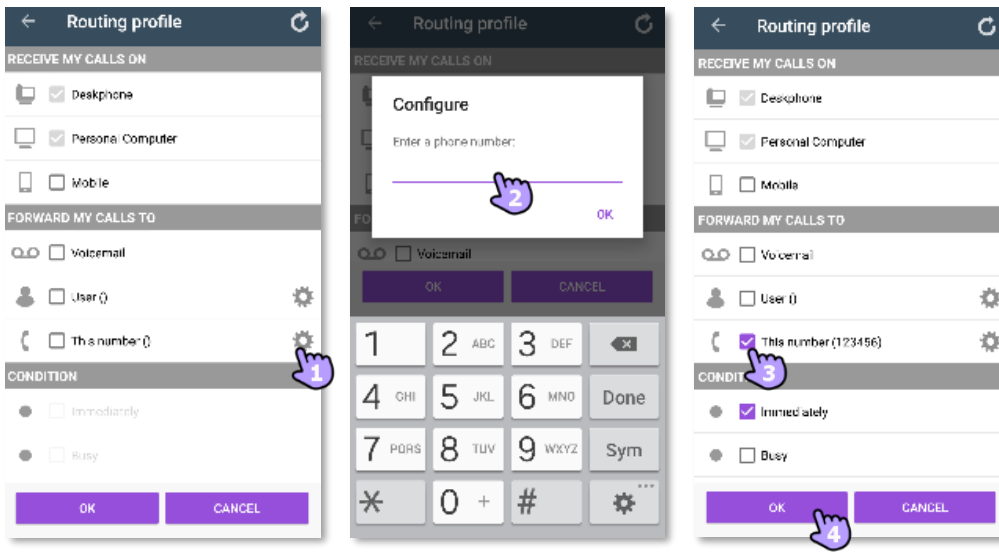 Routing profile
RECEIVE MY CALLS ON
Deskphone
Personal Computer
Mobile
FORWARD MY CALLS TO
Voicemail
User ()
This number ()
1
CONDITION
Immediately
Busy
OK CANCEL
Routing profile
RECEIVE MY CALLS ON
Configure
Enter a phone number:
2
OK
FO
Voicemail
OK CANCEL
1 2 ABC 3 DEF
4 GHI 5 JKL 6 MNO Done
7 PQRS 8 TUV 9 WXYZ Sym
* 0 + # ...
Routing profile
RECEIVE MY CALLS ON
Deskphone
Personal Computer
Mobile
FORWARD MY CALLS TO
Voicemail
User ()
This number (123456)
3
CONDIT
Immediately
Busy
OK CANCEL
4